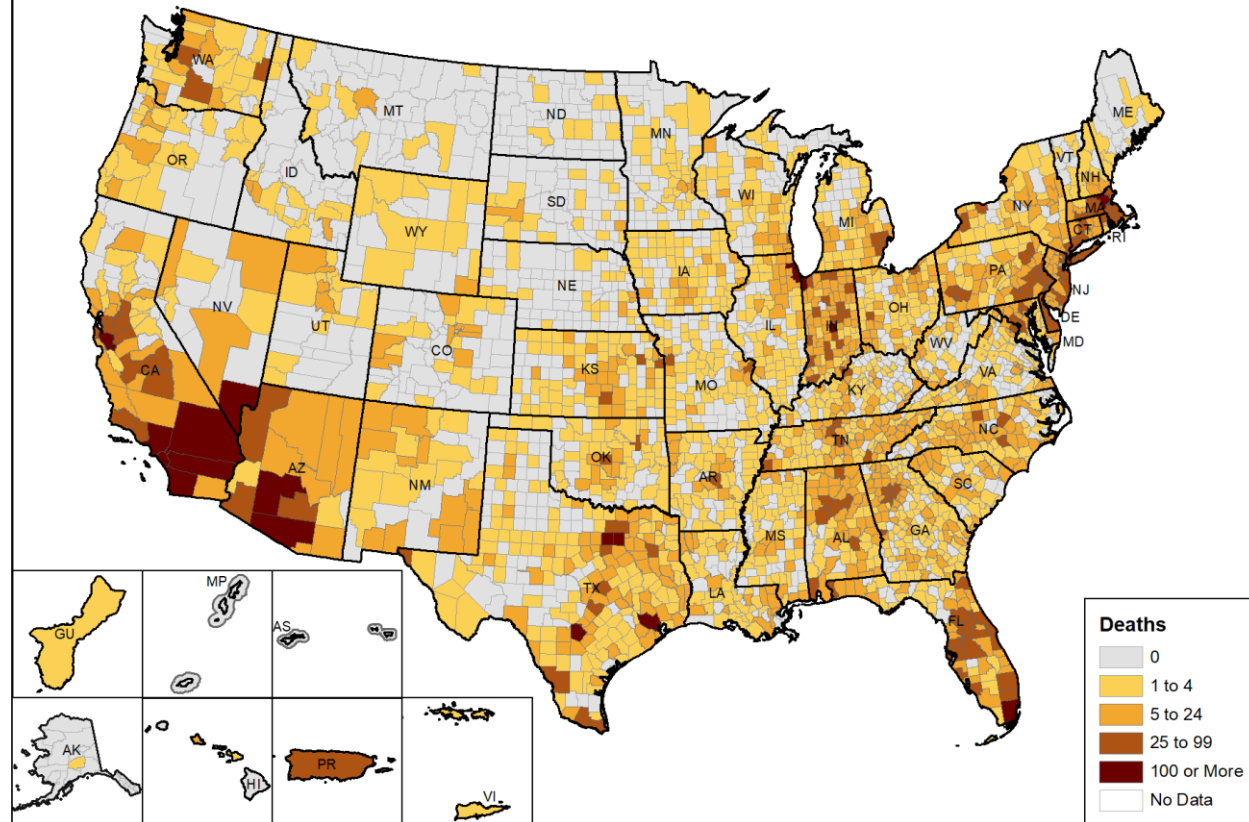 WA
MT
ND
MN
ME
OR
ID
SD
WI
MI
VT
NH
NY
MA
CT
RI
WY
NE
IA
PA
NJ
NV
UT
CO
IL
IN
OH
DE
MD
WV
VA
CA
KS
MO
KY
AZ
NM
OK
AR
TN
NC
SC
MS
AL
GA
TX
LA
FL
GU
MP
AS
AK
HI
PR
VI
Deaths
0
1 to 4
5 to 24
25 to 99
100 or More
No Data